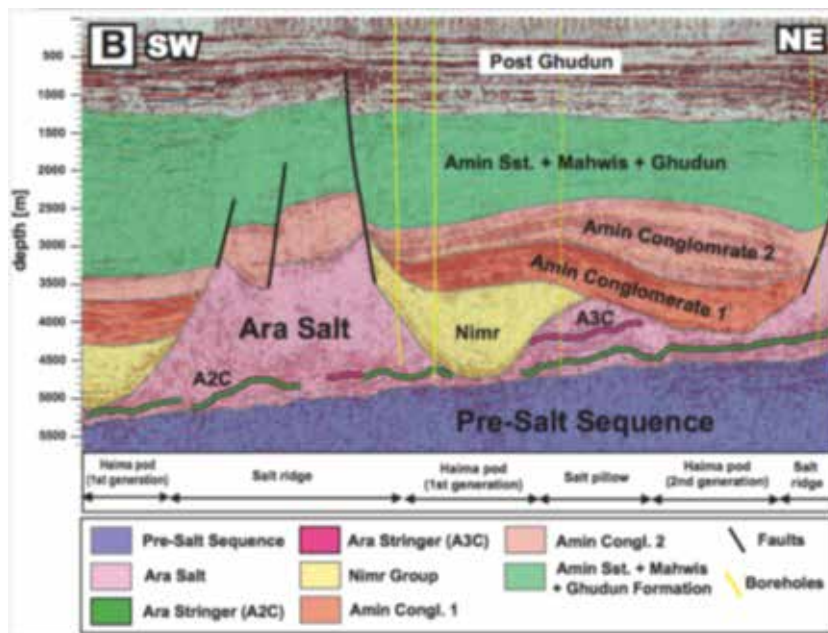 B SW
NE
Post Ghudun
500
1000
1500
2000
2500
3000
3500
4000
4500
5000
5500
depth [m]
Amin Sst. + Mahwis + Ghudun
Amin Conglomrate 2
Amin Conglomerate 1
Ara Salt
Nimr
A3C
A2C
Pre-Salt Sequence
Haima pod
(1st generation)
Salt ridge
Haima pod
(1st generation)
Salt pillow
Haima pod
(2nd generation)
Salt
ridge
Pre-Salt Sequence
Ara Salt
Ara Stringer (A2C)
Ara Stringer (A3C)
Nimr Group
Amin Congl. 1
Amin Congl. 2
Amin Sst. + Mahwis
+ Ghudun Formation
Faults
Boreholes